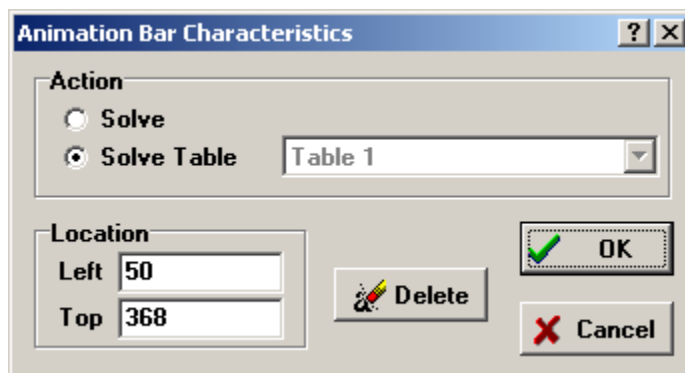 Animation Bar Characteristics
?
Action
Solve
Solve Table
Table 1
Location
Left 50
Top 368
Delete
OK
Cancel